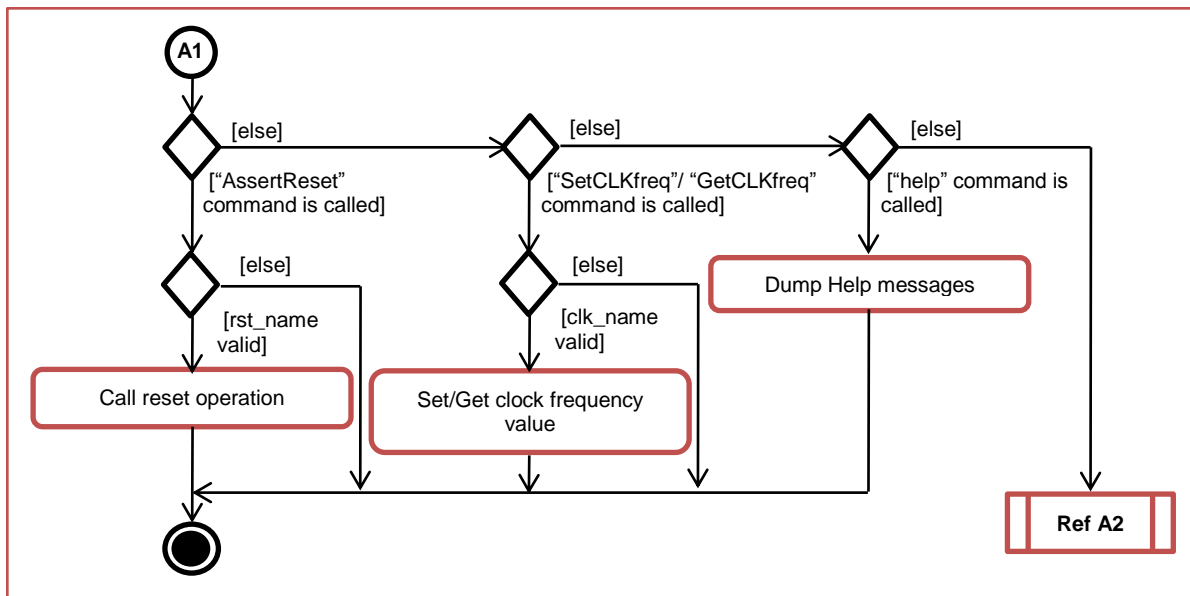 A1
[else]
[else]
[else]
[“AssertReset”
command is called]
[“SetCLKfreq”/ “GetCLKfreq”
command is called]
[“help” command is
called]
[else]
[else]
Dump Help messages
[rst_name
valid]
[clk_name
valid]
Call reset operation
Set/Get clock frequency
value
Ref A2